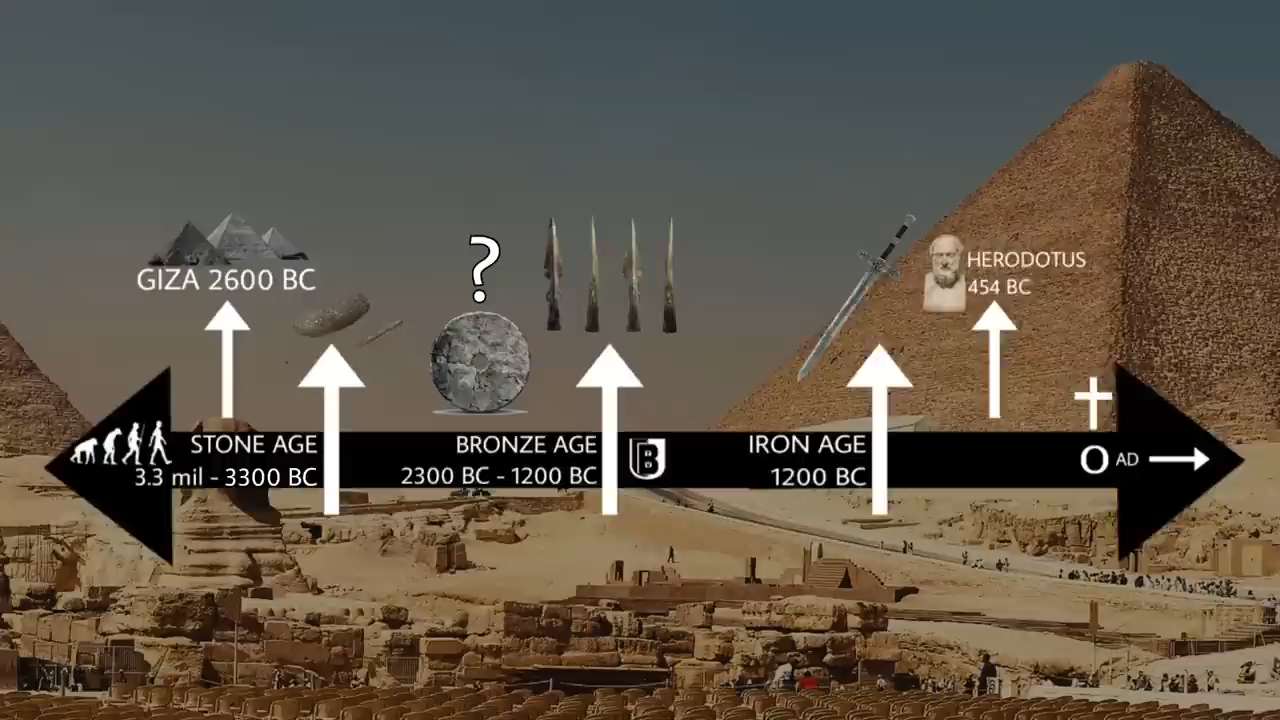 ?
GIZA 2600 BC
HERODOTUS
454 BC
STONE AGE
3.3 mil - 3300 BC
BRONZE AGE
2300 BC - 1200 BC
B
IRON AGE
1200 BC
0 AD